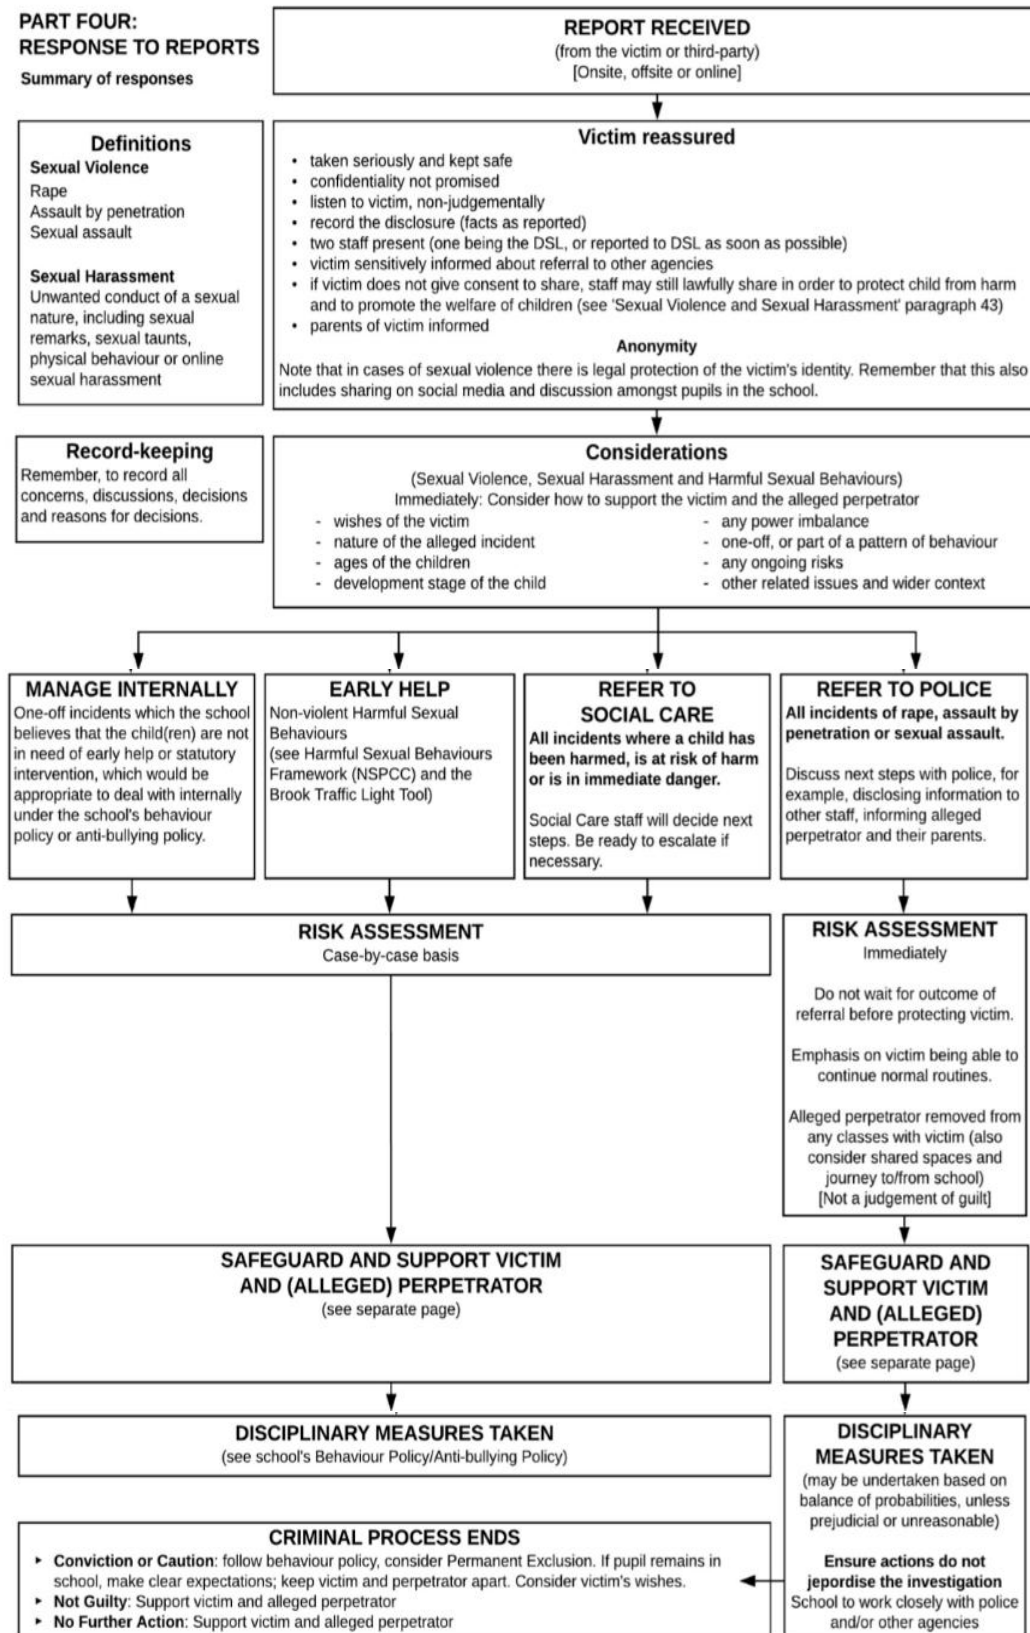 PART FOUR:
RESPONSE TO REPORTS
Summary of responses
REPORT RECEIVED
(from the victim or third-party)
[Onsite, offsite or online]
Definitions
Sexual Violence
Rape
Assault by penetration
Sexual assault
Sexual Harassment
Unwanted conduct of a sexual
nature, including sexual
remarks, sexual taunts,
physical behaviour or online
sexual harassment
Victim reassured
• taken seriously and kept safe
• confidentiality not promised
• listen to victim, non-judgementally
• record the disclosure (facts as reported)
• two staff present (one being the DSL, or reported to DSL as soon as possible)
• victim sensitively informed about referral to other agencies
• if victim does not give consent to share, staff may still lawfully share in order to protect child from harm
and to promote the welfare of children (see 'Sexual Violence and Sexual Harassment' paragraph 43)
• parents of victim informed
Anonymity
Note that in cases of sexual violence there is legal protection of the victim's identity. Remember that this also
includes sharing on social media and discussion amongst pupils in the school.
Record-keeping
Remember, to record all
concerns, discussions, decisions
and reasons for decisions.
Considerations
(Sexual Violence, Sexual Harassment and Harmful Sexual Behaviours)
Immediately: Consider how to support the victim and the alleged perpetrator
- wishes of the victim
- nature of the alleged incident
- ages of the children
- development stage of the child
- any power imbalance
- one-off, or part of a pattern of behaviour
- any ongoing risks
- other related issues and wider context
MANAGE INTERNALLY
One-off incidents which the school
believes that the child(ren) are not
in need of early help or statutory
intervention, which would be
appropriate to deal with internally
under the school's behaviour
policy or anti-bullying policy.
EARLY HELP
Non-violent Harmful Sexual
Behaviours
(see Harmful Sexual Behaviours
Framework (NSPCC) and the
Brook Traffic Light Tool)
REFER TO
SOCIAL CARE
All incidents where a child has
been harmed, is at risk of harm
or is in immediate danger.
Social Care staff will decide next
steps. Be ready to escalate if
necessary.
REFER TO POLICE
All incidents of rape, assault by
penetration or sexual assault.
Discuss next steps with police, for
example, disclosing information to
other staff, informing alleged
perpetrator and their parents.
RISK ASSESSMENT
Case-by-case basis
RISK ASSESSMENT
Immediately
Do not wait for outcome of
referral before protecting victim.
Emphasis on victim being able to
continue normal routines.
Alleged perpetrator removed from
any classes with victim (also
consider shared spaces and
journey to/from school)
[Not a judgement of guilt]
SAFEGUARD AND SUPPORT VICTIM
AND (ALLEGED) PERPETRATOR
(see separate page)
SAFEGUARD AND
SUPPORT VICTIM
AND (ALLEGED)
PERPETRATOR
(see separate page)
DISCIPLINARY MEASURES TAKEN
(see school's Behaviour Policy/Anti-bullying Policy)
DISCIPLINARY
MEASURES TAKEN
(may be undertaken based on
balance of probabilities, unless
prejudicial or unreasonable)
Ensure actions do not
jepordise the investigation
School to work closely with police
and/or other agencies
CRIMINAL PROCESS ENDS
▸ Conviction or Caution: follow behaviour policy, consider Permanent Exclusion. If pupil remains in
school, make clear expectations; keep victim and perpetrator apart. Consider victim's wishes.
▸ Not Guilty: Support victim and alleged perpetrator
▸ No Further Action: Support victim and alleged perpetrator